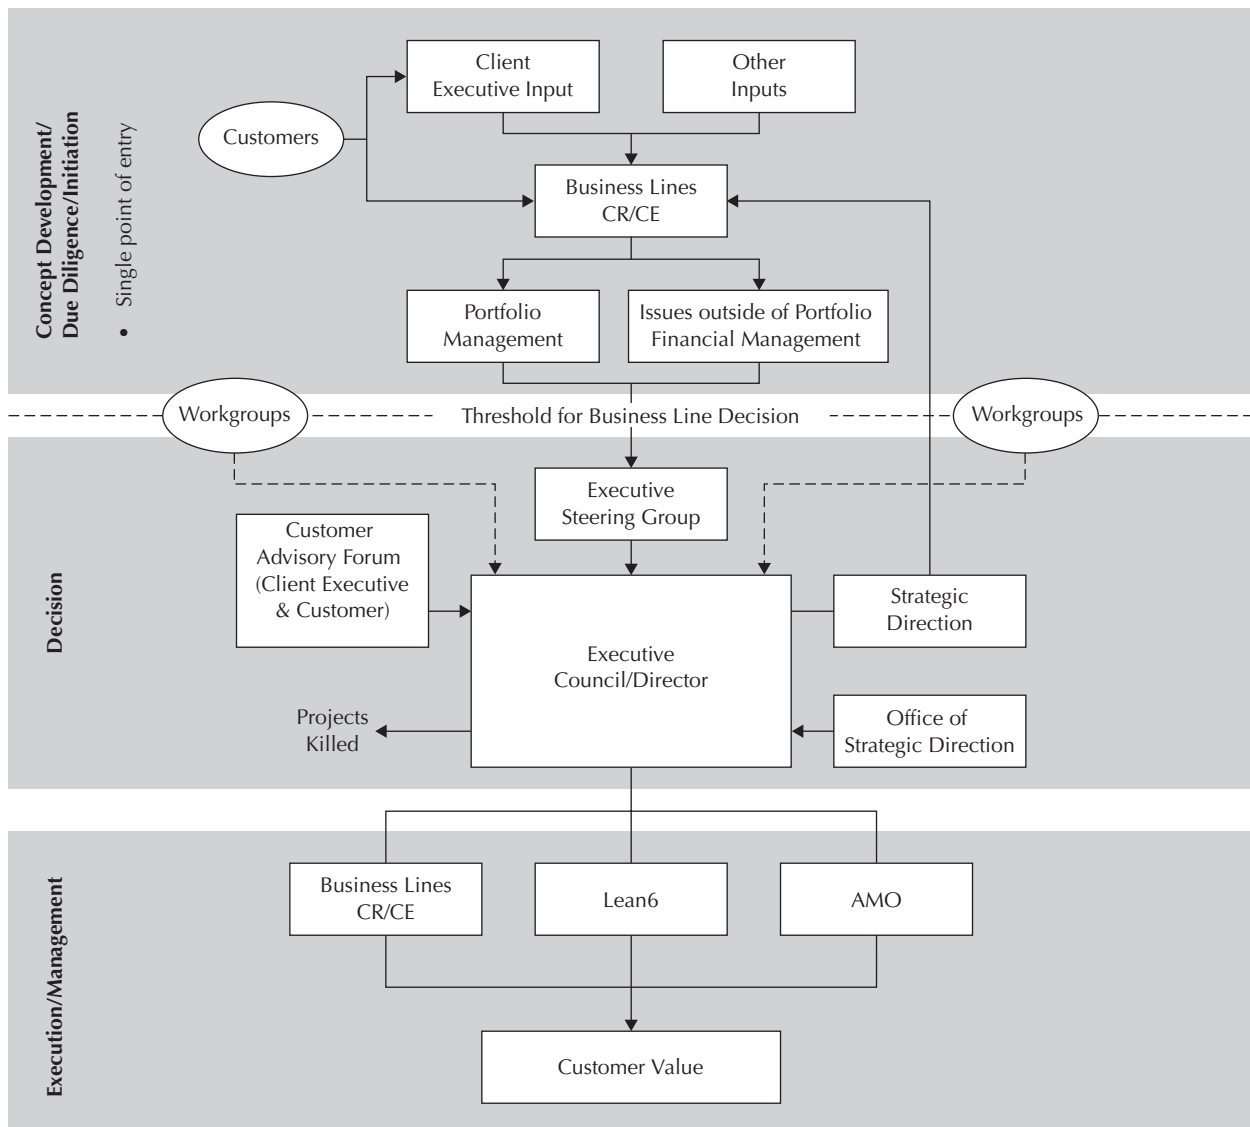 Concept Development/
Due Diligence/Initiation
• Single point of entry
Client
Executive Input
Other
Inputs
Customers
Business Lines
CR/CE
Portfolio
Management
Issues outside of Portfolio
Financial Management
Workgroups
Threshold for Business Line Decision
Workgroups
Decision
Executive
Steering Group
Customer
Advisory Forum
(Client Executive
& Customer)
Executive
Council/Director
Strategic
Direction
Projects
Killed
Office of
Strategic Direction
Execution/Management
Business Lines
CR/CE
Lean6
AMO
Customer Value